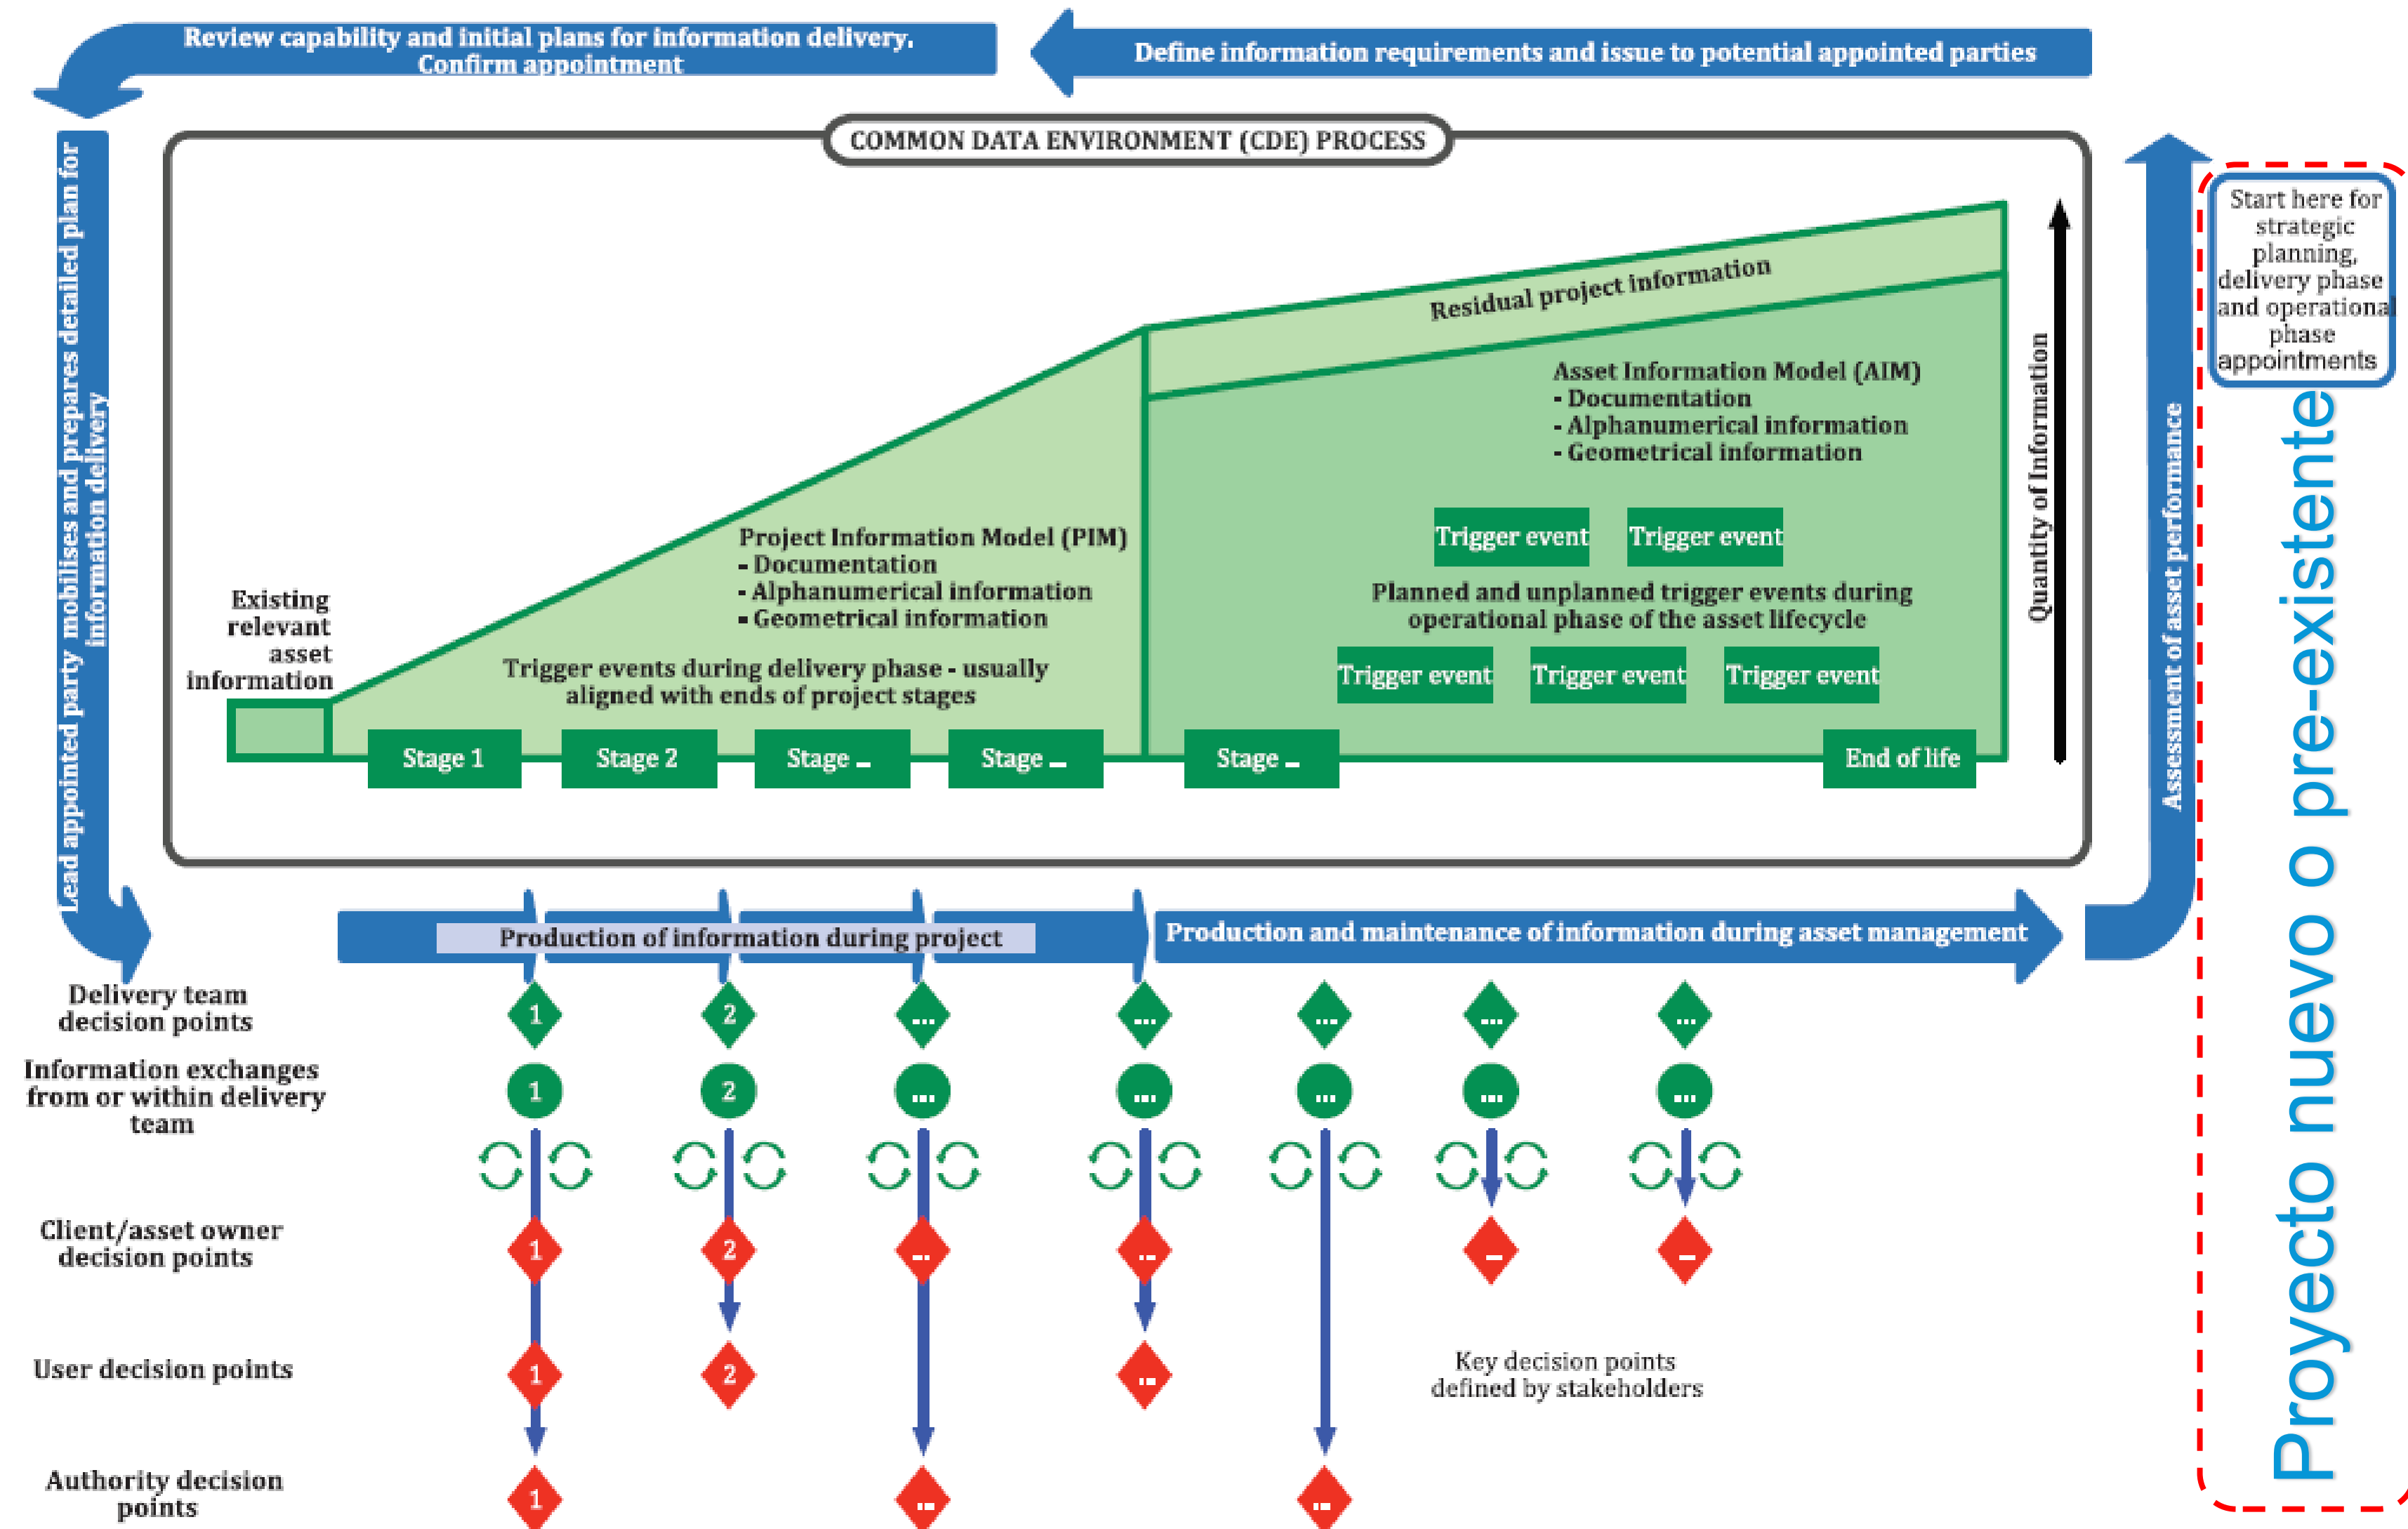 Review capability and initial plans for information delivery.
Confirm appointment
Define information requirements and issue to potential appointed parties
COMMON DATA ENVIRONMENT (CDE) PROCESS
Lead appointed party mobilises and prepares detailed plan for
information delivery
Start here for
strategic
planning,
delivery phase
and operational
phase
appointments
Residual project information
Asset Information Model (AIM)
- Documentation
- Alphanumerical information
- Geometrical information
Quantity of Information
Assessment of asset performance
Proyecto nuevo o pre-existente
Project Information Model (PIM)
- Documentation
- Alphanumerical information
- Geometrical information
Trigger event
Trigger event
Planned and unplanned trigger events during
operational phase of the asset lifecycle
Trigger event
Trigger event
Trigger event
Existing
relevant
asset
information
Trigger events during delivery phase - usually
aligned with ends of project stages
Stage 1
Stage 2
Stage ...
Stage ...
Stage ...
End of life
Production of information during project
Production and maintenance of information during asset management
Delivery team
decision points
1
2
...
...
...
...
...
Information exchanges
from or within delivery
team
1
2
...
...
...
...
...
Client/asset owner
decision points
1
2
...
...
...
...
User decision points
1
2
...
Key decision points
defined by stakeholders
Authority decision
points
1
...
...